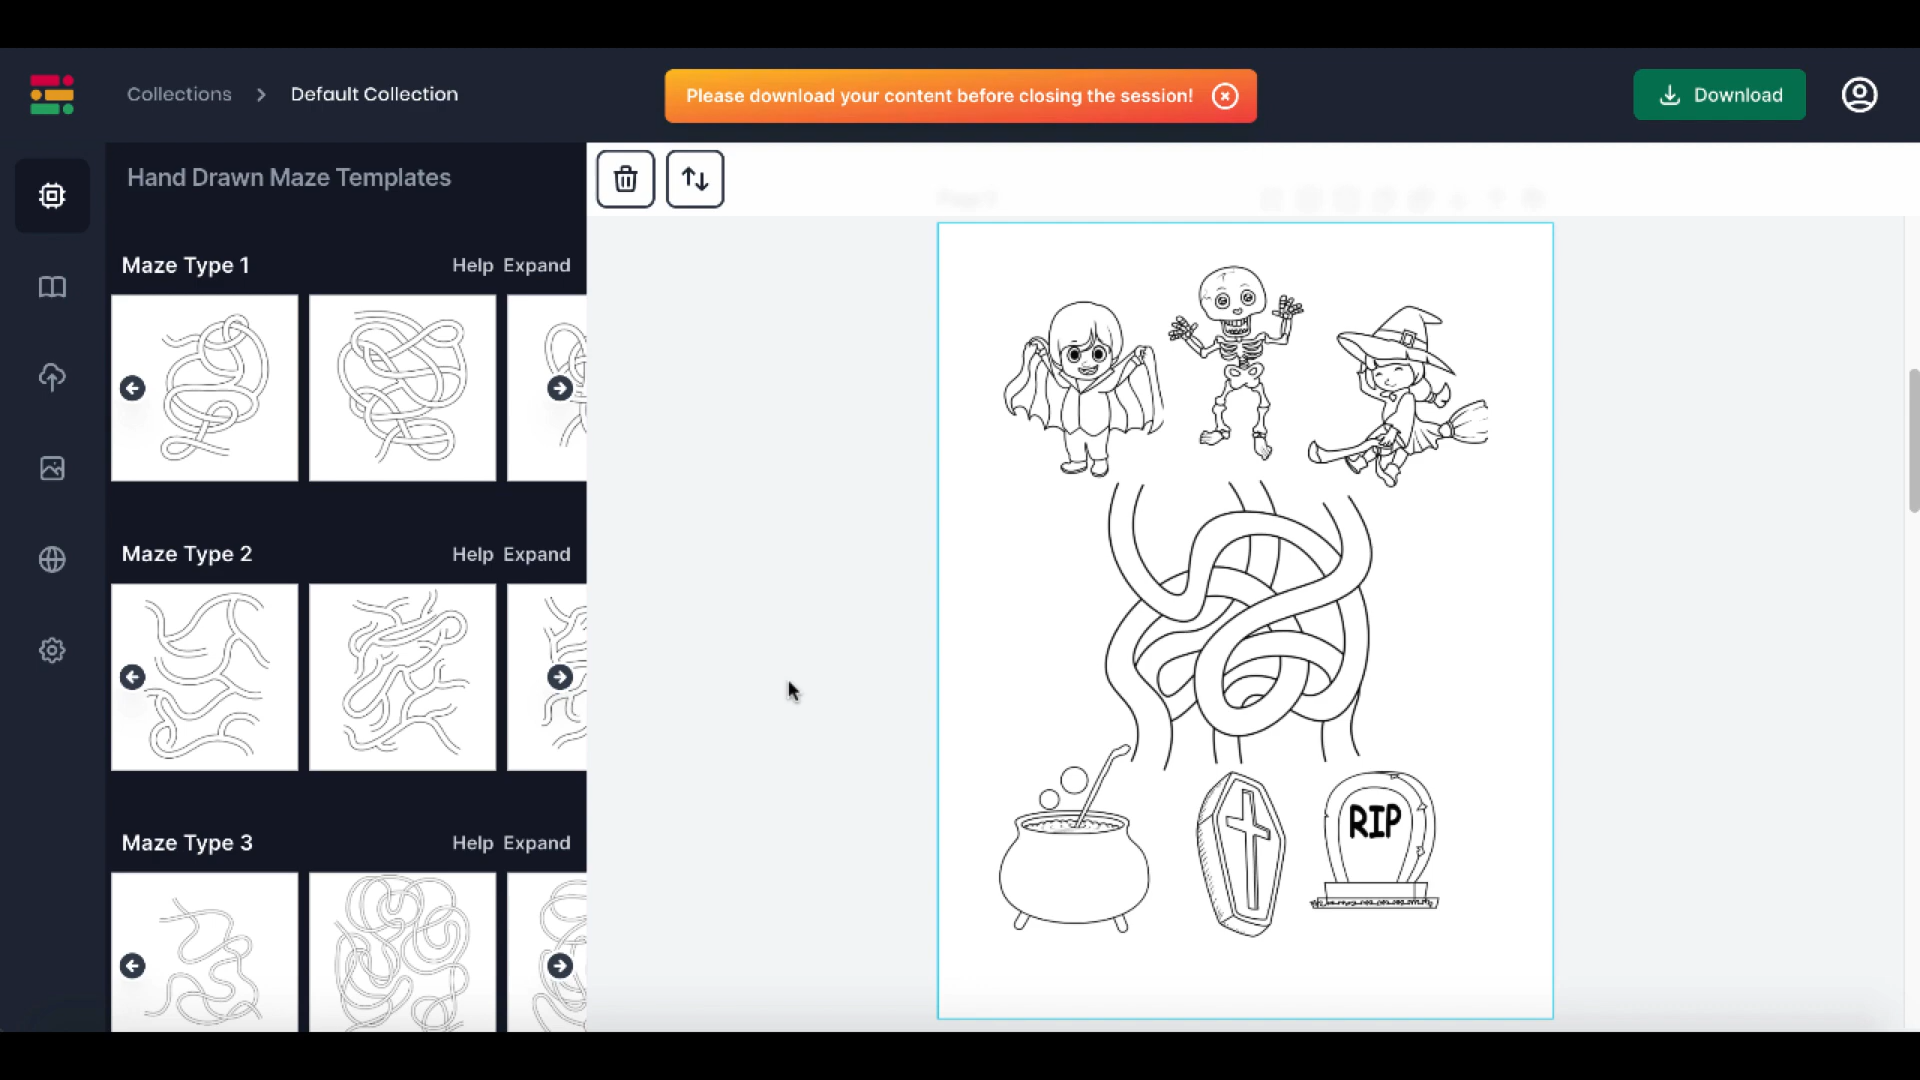 Collections > Default Collection
Please download your content before closing the session!
Download
Hand Drawn Maze Templates
Maze Type 1 Help Expand
Maze Type 2 Help Expand
Maze Type 3 Help Expand
RIP